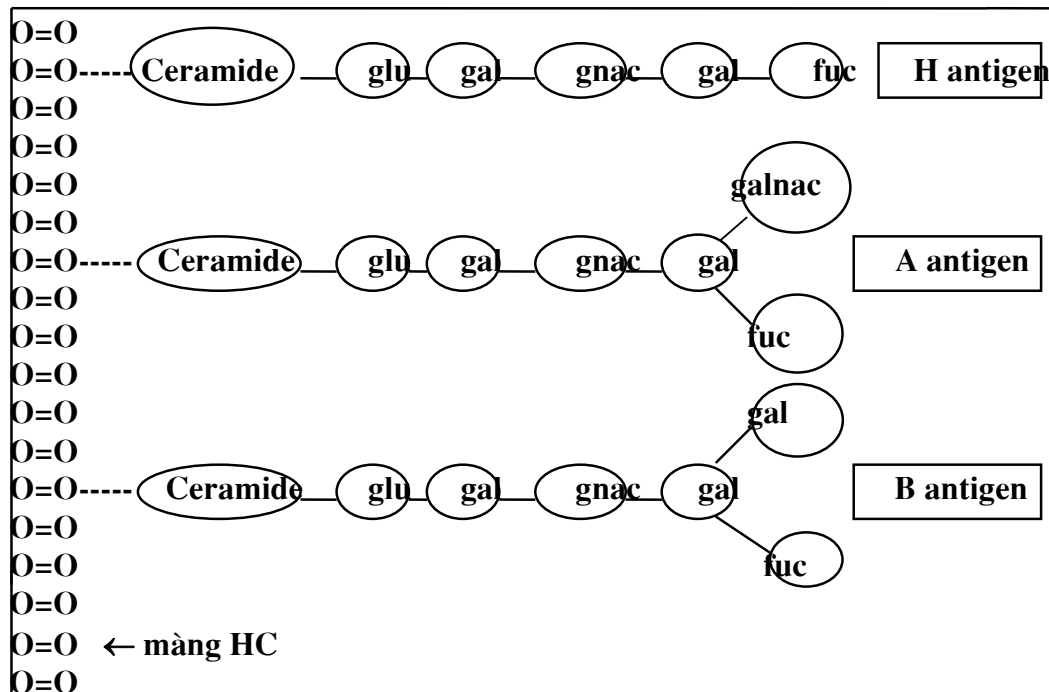 O=O
O=O----- Ceramide glu gal gnac gal fuc H antigen
O=O
O=O
O=O galnac
O=O
O=O----- Ceramide glu gal gnac gal A antigen
O=O
O=O fuc
O=O
O=O gal
O=O
O=O----- Ceramide glu gal gnac gal B antigen
O=O
O=O fuc
O=O
O=O ← màng HC
O=O